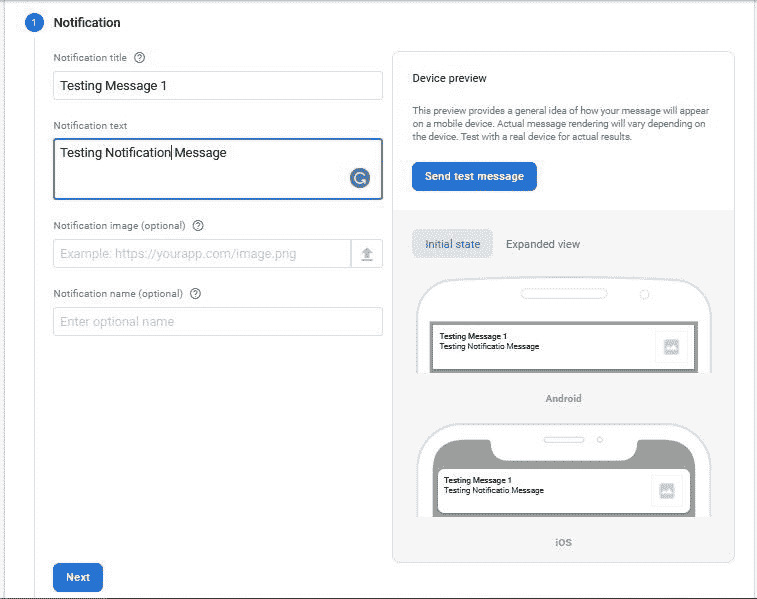 1 Notification
Notification title
Testing Message 1
Notification text
Testing Notification Message
Notification image (optional)
Example: https://yourapp.com/image.png
Notification name (optional)
Enter optional name
Next
Device preview
This preview provides a general idea of how your message will appear
on a mobile device. Actual message rendering will vary depending on
the device. Test with a real device for actual results.
Send test message
Initial state Expanded view
Testing Message 1
Testing Notificatio Message
Android
Testing Message 1
Testing Notificatio Message
iOS